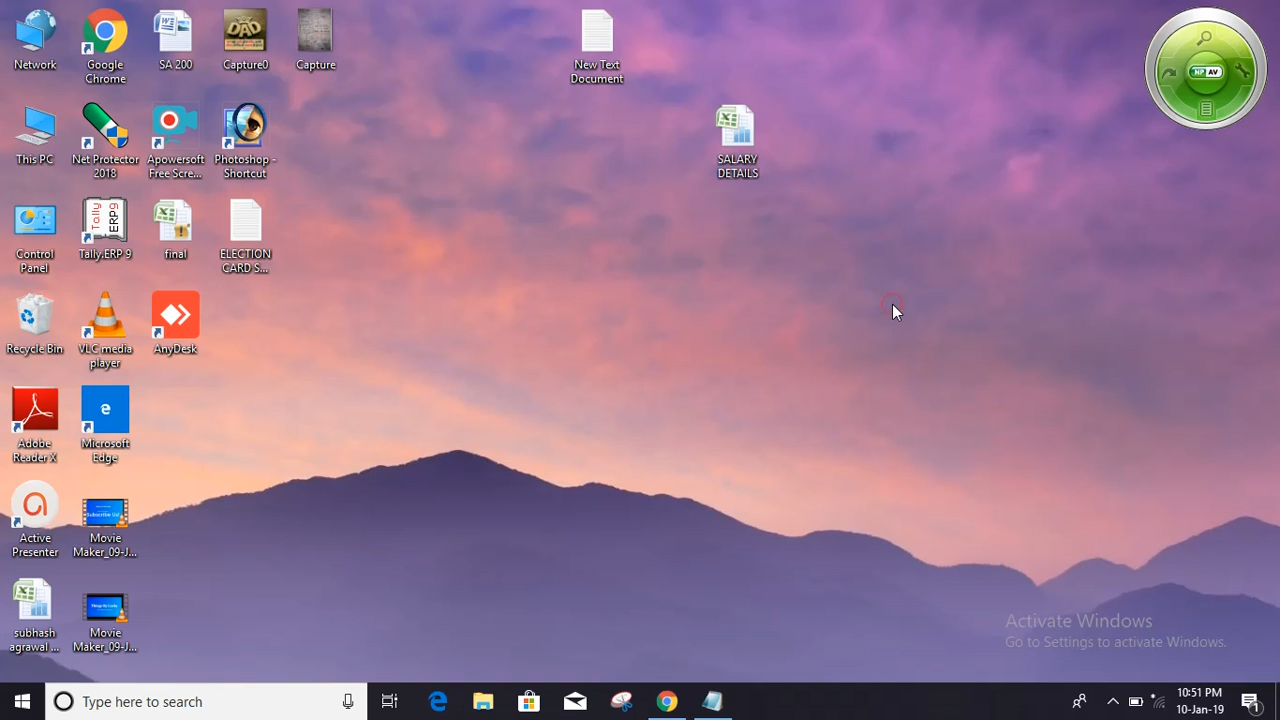 Network
Google
Chrome
SA 200
Capture0
Capture
New Text
Document
NP AV
This PC
Net Protector
2018
Apowersoft
Free Scre...
Photoshop -
Shortcut
SALARY
DETAILS
Control
Panel
Tally.ERP 9
final
ELECTION
CARD S...
Recycle Bin
VLC media
player
AnyDesk
Adobe
Reader X
Microsoft
Edge
Active
Presenter
Movie
Maker_09-J...
subhash
agrawal ...
Movie
Maker_09-J...
Activate Windows
Go to Settings to activate Windows.
Type here to search
10:51 PM
10-Jan-19
1